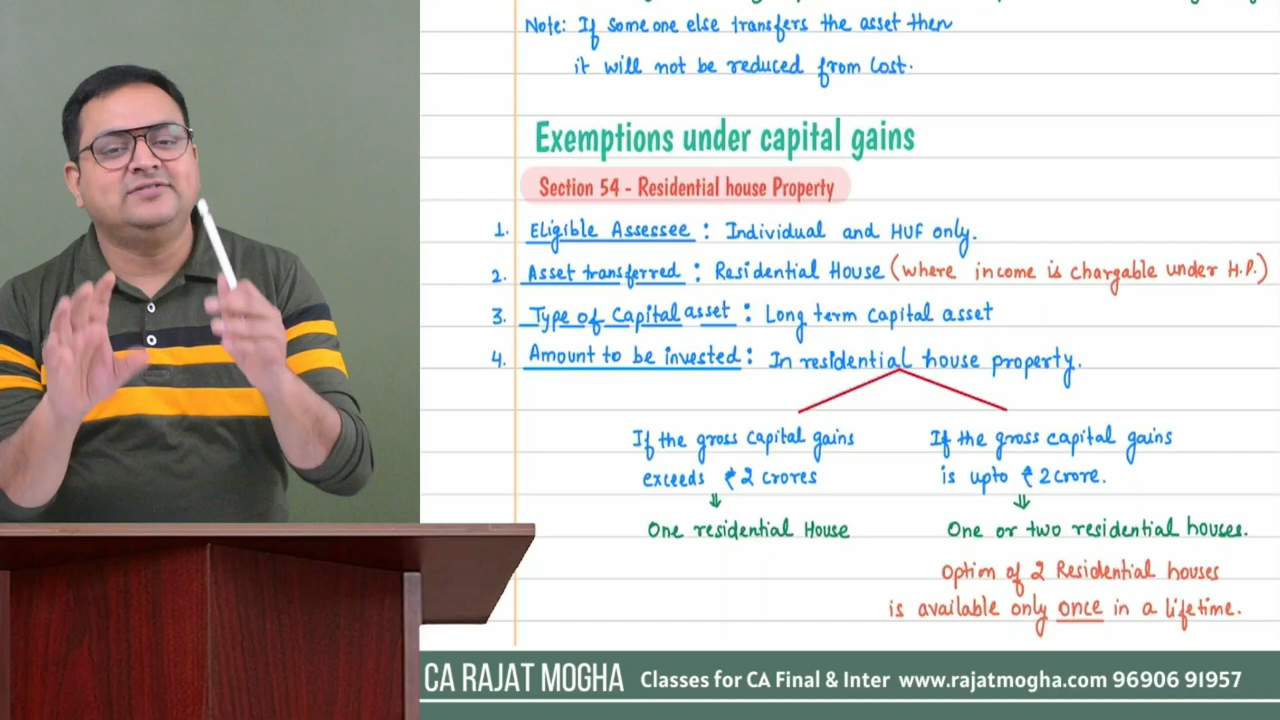 Note: If some one else transfers the asset then
it will not be reduced from cost.
Exemptions under capital gains
Section 54 - Residential house Property
1. Eligible Assessee : Individual and HUF only.
2. Asset transferred : Residential House (where income is chargable under H.P.)
3. Type of Capital asset : Long term capital asset
4. Amount to be invested : In residential house property.
If the gross capital gains
exceeds ₹ 2 crores
⇓
One residential House
If the gross capital gains
is upto ₹ 2 crore.
⇓
One or two residential houses.
Option of 2 Residential houses
is available only once in a lifetime.
CA RAJAT MOGHA Classes for CA Final & Inter www.rajatmogha.com 96906 91957